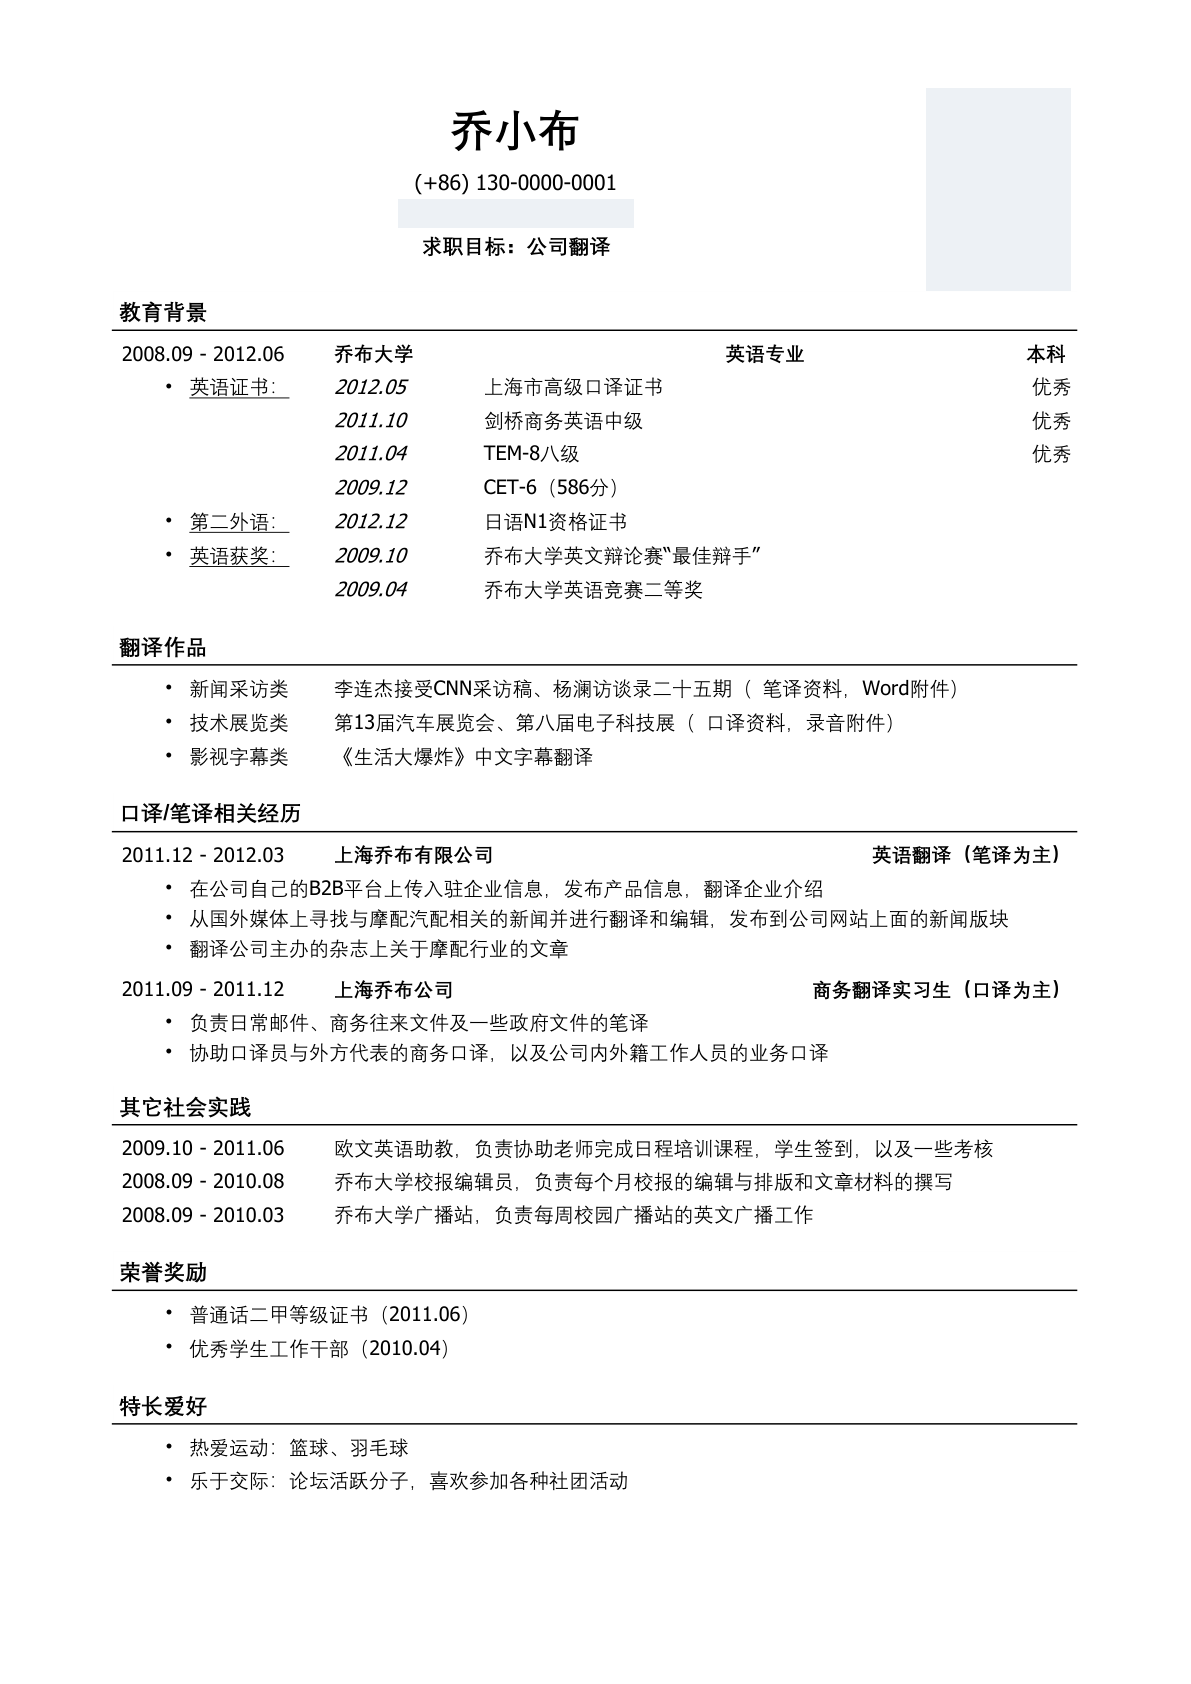 乔小布
(+86) 130-0000-0001
求职目标：公司翻译
教育背景
2008.09 - 2012.06 乔布大学 英语专业 本科
• 英语证书： 2012.05 上海市高级口译证书 优秀
2011.10 剑桥商务英语中级 优秀
2011.04 TEM-8八级 优秀
2009.12 CET-6（586分）
• 第二外语： 2012.12 日语N1资格证书
• 英语获奖： 2009.10 乔布大学英文辩论赛“最佳辩手”
2009.04 乔布大学英语竞赛二等奖
翻译作品
• 新闻采访类 李连杰接受CNN采访稿、杨澜访谈录二十五期（ 笔译资料，Word附件）
• 技术展览类 第13届汽车展览会、第八届电子科技展（ 口译资料，录音附件）
• 影视字幕类 《生活大爆炸》中文字幕翻译
口译/笔译相关经历
2011.12 - 2012.03 上海乔布有限公司 英语翻译（笔译为主）
• 在公司自己的B2B平台上传入驻企业信息，发布产品信息，翻译企业介绍
• 从国外媒体上寻找与摩配汽配相关的新闻并进行翻译和编辑，发布到公司网站上面的新闻版块
• 翻译公司主办的杂志上关于摩配行业的文章
2011.09 - 2011.12 上海乔布公司 商务翻译实习生（口译为主）
• 负责日常邮件、商务往来文件及一些政府文件的笔译
• 协助口译员与外方代表的商务口译，以及公司内外籍工作人员的业务口译
其它社会实践
2009.10 - 2011.06 欧文英语助教，负责协助老师完成日程培训课程，学生签到，以及一些考核
2008.09 - 2010.08 乔布大学校报编辑员，负责每个月校报的编辑与排版和文章材料的撰写
2008.09 - 2010.03 乔布大学广播站，负责每周校园广播站的英文广播工作
荣誉奖励
• 普通话二甲等级证书（2011.06）
• 优秀学生工作干部（2010.04）
特长爱好
• 热爱运动：篮球、羽毛球
• 乐于交际：论坛活跃分子，喜欢参加各种社团活动